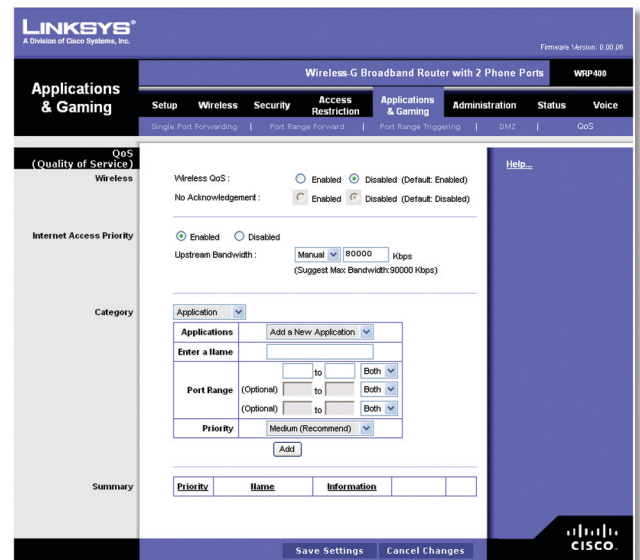 LINKSYS®
A Division of Cisco Systems, Inc.
Firmware Version: 0.00.06
Applications & Gaming
Wireless-G Broadband Router with 2 Phone Ports WRP400
Setup Wireless Security Access Restriction Applications & Gaming Administration Status Voice
Single Port Forwarding | Port Range Forward | Port Range Triggering | DMZ | QoS
QoS
(Quality of Service)
Help...
Wireless
Wireless QoS : Enabled Disabled (Default: Enabled)
No Acknowledgement : Enabled Disabled (Default: Disabled)
Internet Access Priority
Enabled Disabled
Upstream Bandwidth : Manual 80000 Kbps
(Suggest Max Bandwidth:90000 Kbps)
Category
Application
Applications Add a New Application
Enter a Name
Port Range
to Both
(Optional) to Both
(Optional) to Both
Priority Medium (Recommend)
Add
Summary
Priority Name Information
Save Settings Cancel Changes
CISCO